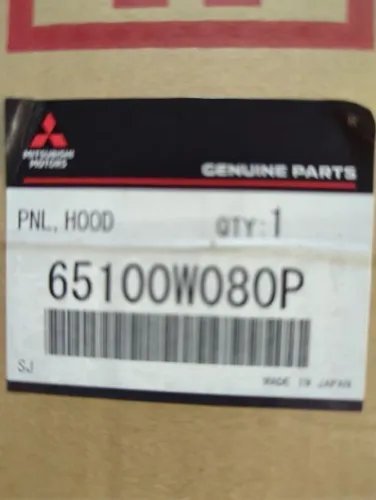 MITSUBISHI
MOTORS
GENUINE PARTS
PNL, HOOD QTY:1
65100W080P
SJ
MADE IN JAPAN